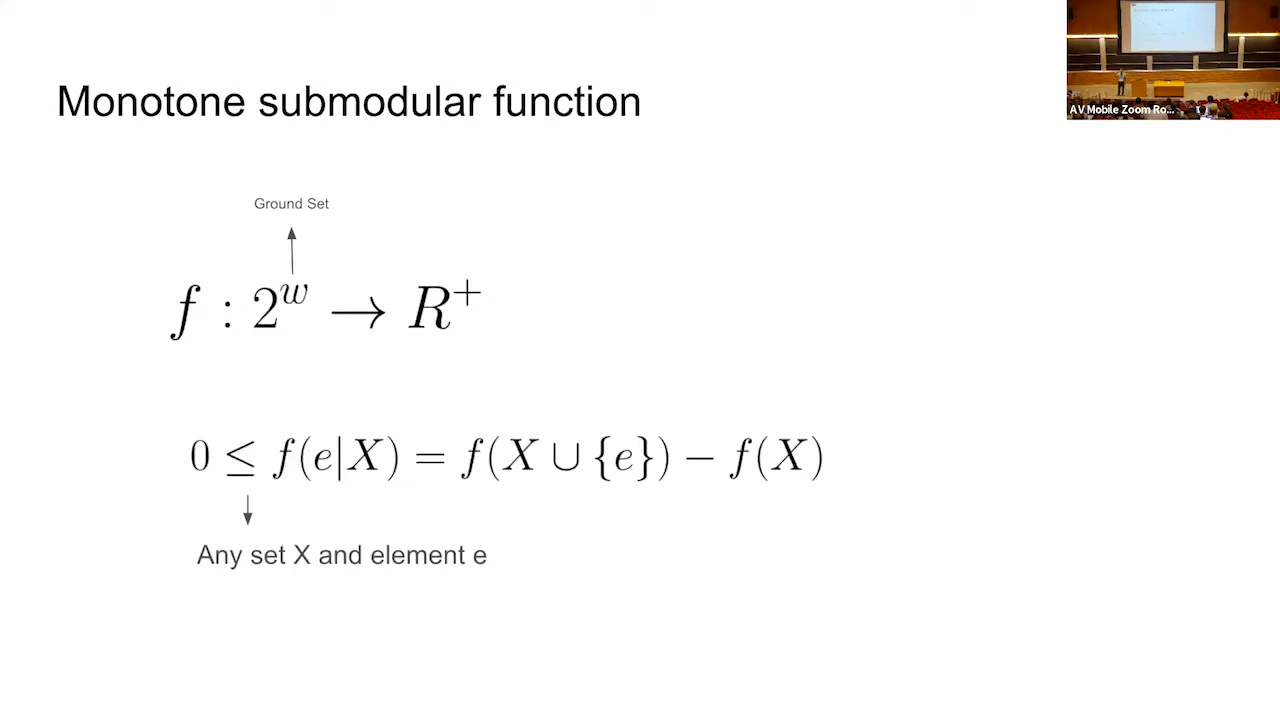 Monotone submodular function
AV Mobile Zoom Ro...
Ground Set
f : 2^w → R^+
0 ≤ f(e|X) = f(X ∪ {e}) − f(X)
Any set X and element e